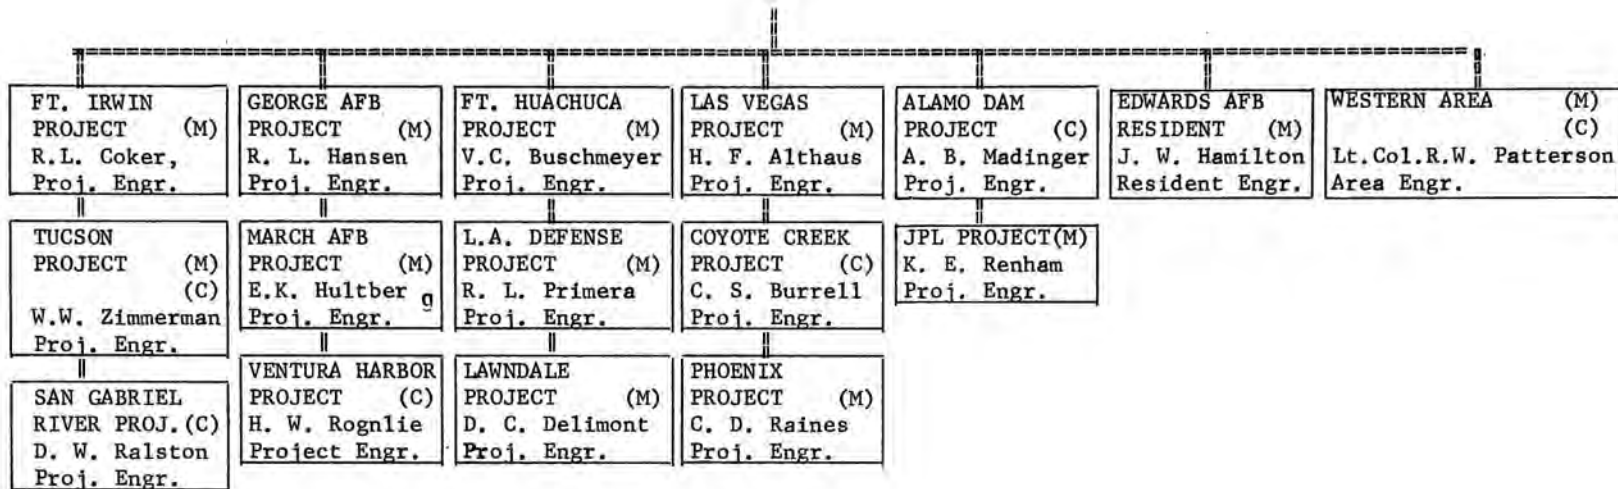 FT. IRWIN
PROJECT (M)
R.L. Coker,
Proj. Engr.
TUCSON
PROJECT (M)
(C)
W.W. Zimmerman
Proj. Engr.
SAN GABRIEL
RIVER PROJ.(C)
D. W. Ralston
Proj. Engr.
GEORGE AFB
PROJECT (M)
R. L. Hansen
Proj. Engr.
MARCH AFB
PROJECT (M)
E.K. Hultberg
Proj. Engr.
VENTURA HARBOR
PROJECT (C)
H. W. Rognlie
Project Engr.
FT. HUACHUCA
PROJECT (M)
V.C. Buschmeyer
Proj. Engr.
L.A. DEFENSE
PROJECT (M)
R. L. Primera
Proj. Engr.
LAWNDALE
PROJECT (M)
D. C. Delimont
Proj. Engr.
LAS VEGAS
PROJECT (M)
H. F. Althaus
Proj. Engr.
COYOTE CREEK
PROJECT (C)
C. S. Burrell
Proj. Engr.
PHOENIX
PROJECT (M)
C. D. Raines
Proj. Engr.
ALAMO DAM
PROJECT (C)
A. B. Madinger
Proj. Engr.
JPL PROJECT(M)
K. E. Renham
Proj. Engr.
EDWARDS AFB
RESIDENT (M)
J. W. Hamilton
Resident Engr.
WESTERN AREA (M)
(C)
Lt.Col.R.W. Patterson
Area Engr.